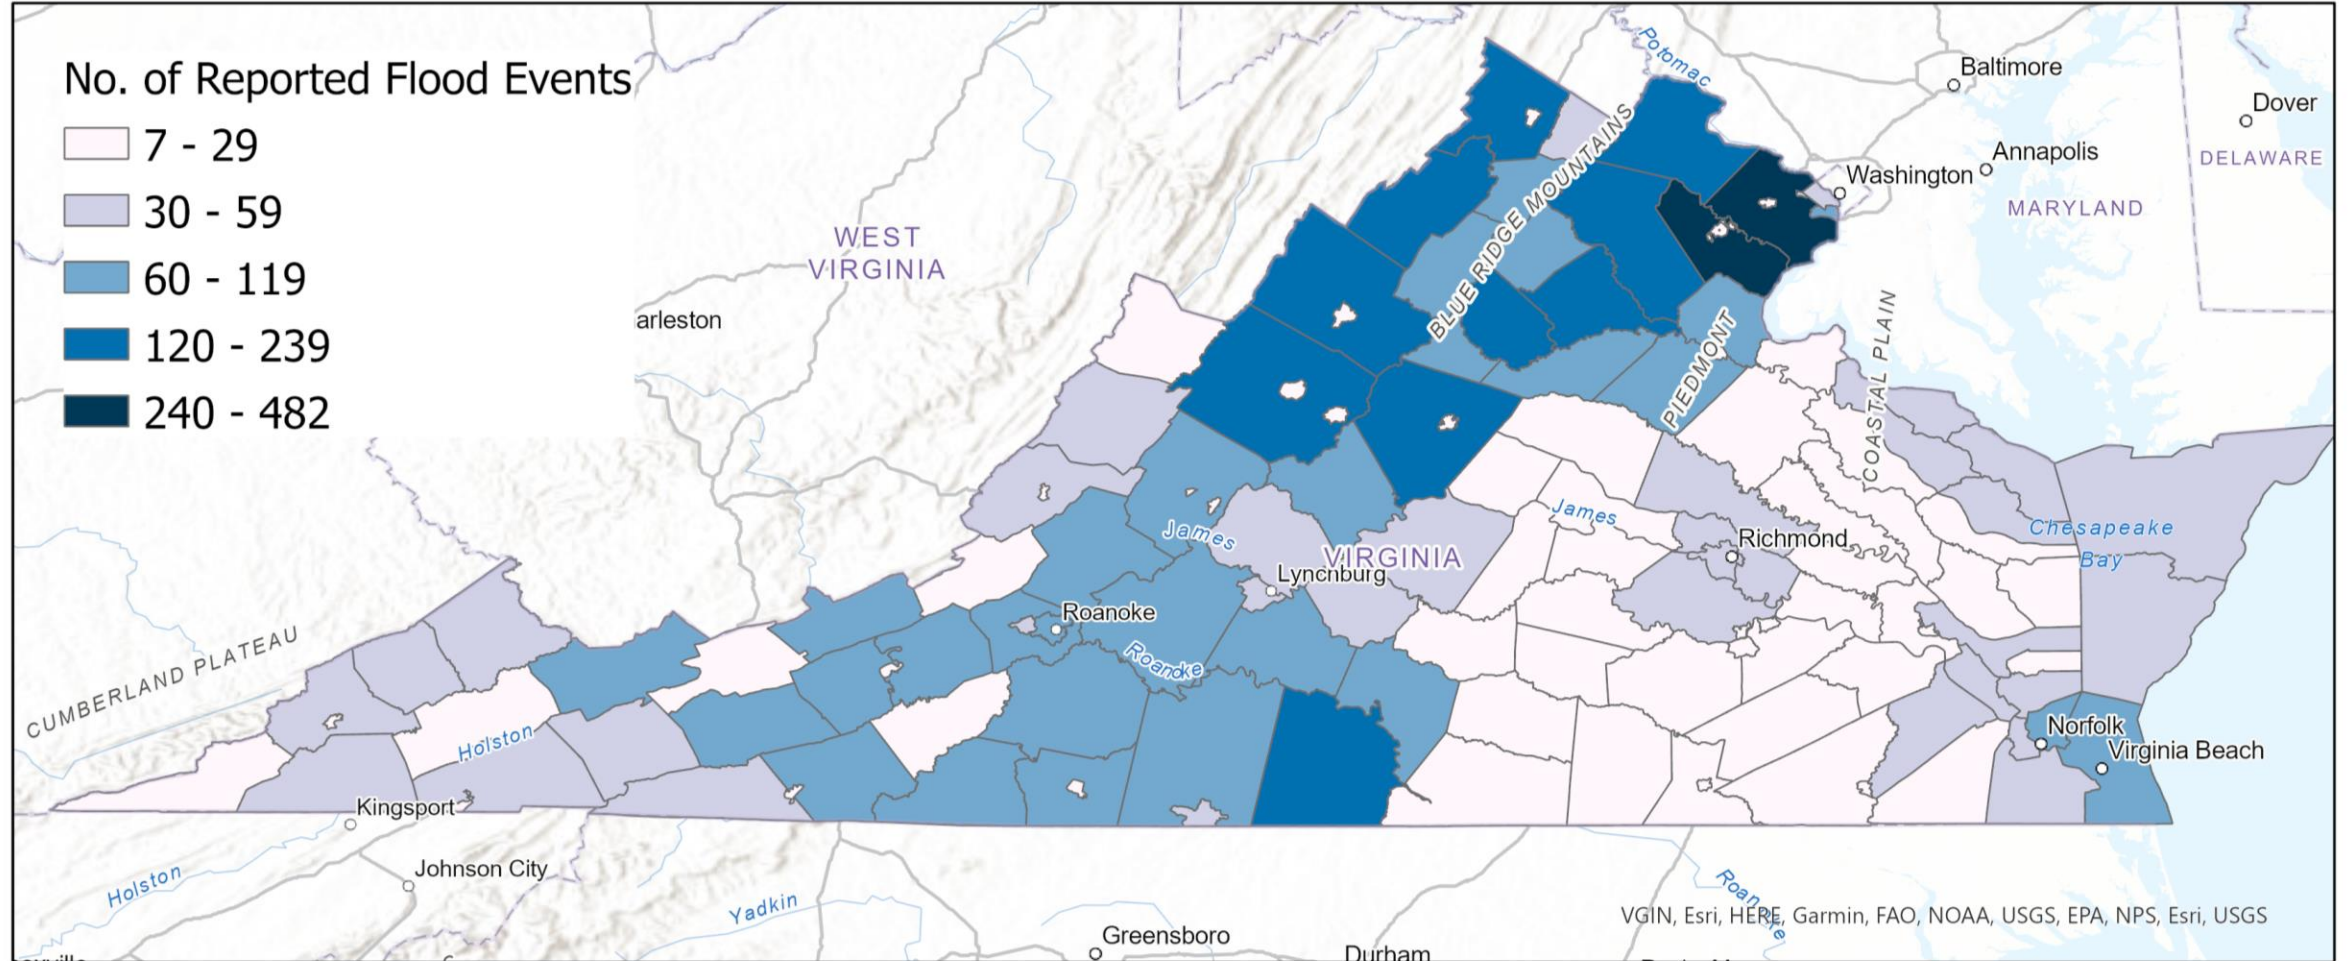 No. of Reported Flood Events
7 - 29
30 - 59
60 - 119
120 - 239
240 - 482
Potomac
Baltimore
Dover
Annapolis
DELAWARE
Washington
MARYLAND
WEST
VIRGINIA
BLUE RIDGE MOUNTAINS
arleston
PIEDMONT
COASTAL PLAIN
James
James
Richmond
Chesapeake
Bay
VIRGINIA
Lynchburg
Roanoke
Roanoke
CUMBERLAND PLATEAU
Holston
Norfolk
Virginia Beach
Kingsport
Johnson City
Holston
Yadkin
Roanoke
VGIN, Esri, HERE, Garmin, FAO, NOAA, USGS, EPA, NPS, Esri, USGS
Greensboro
Durham